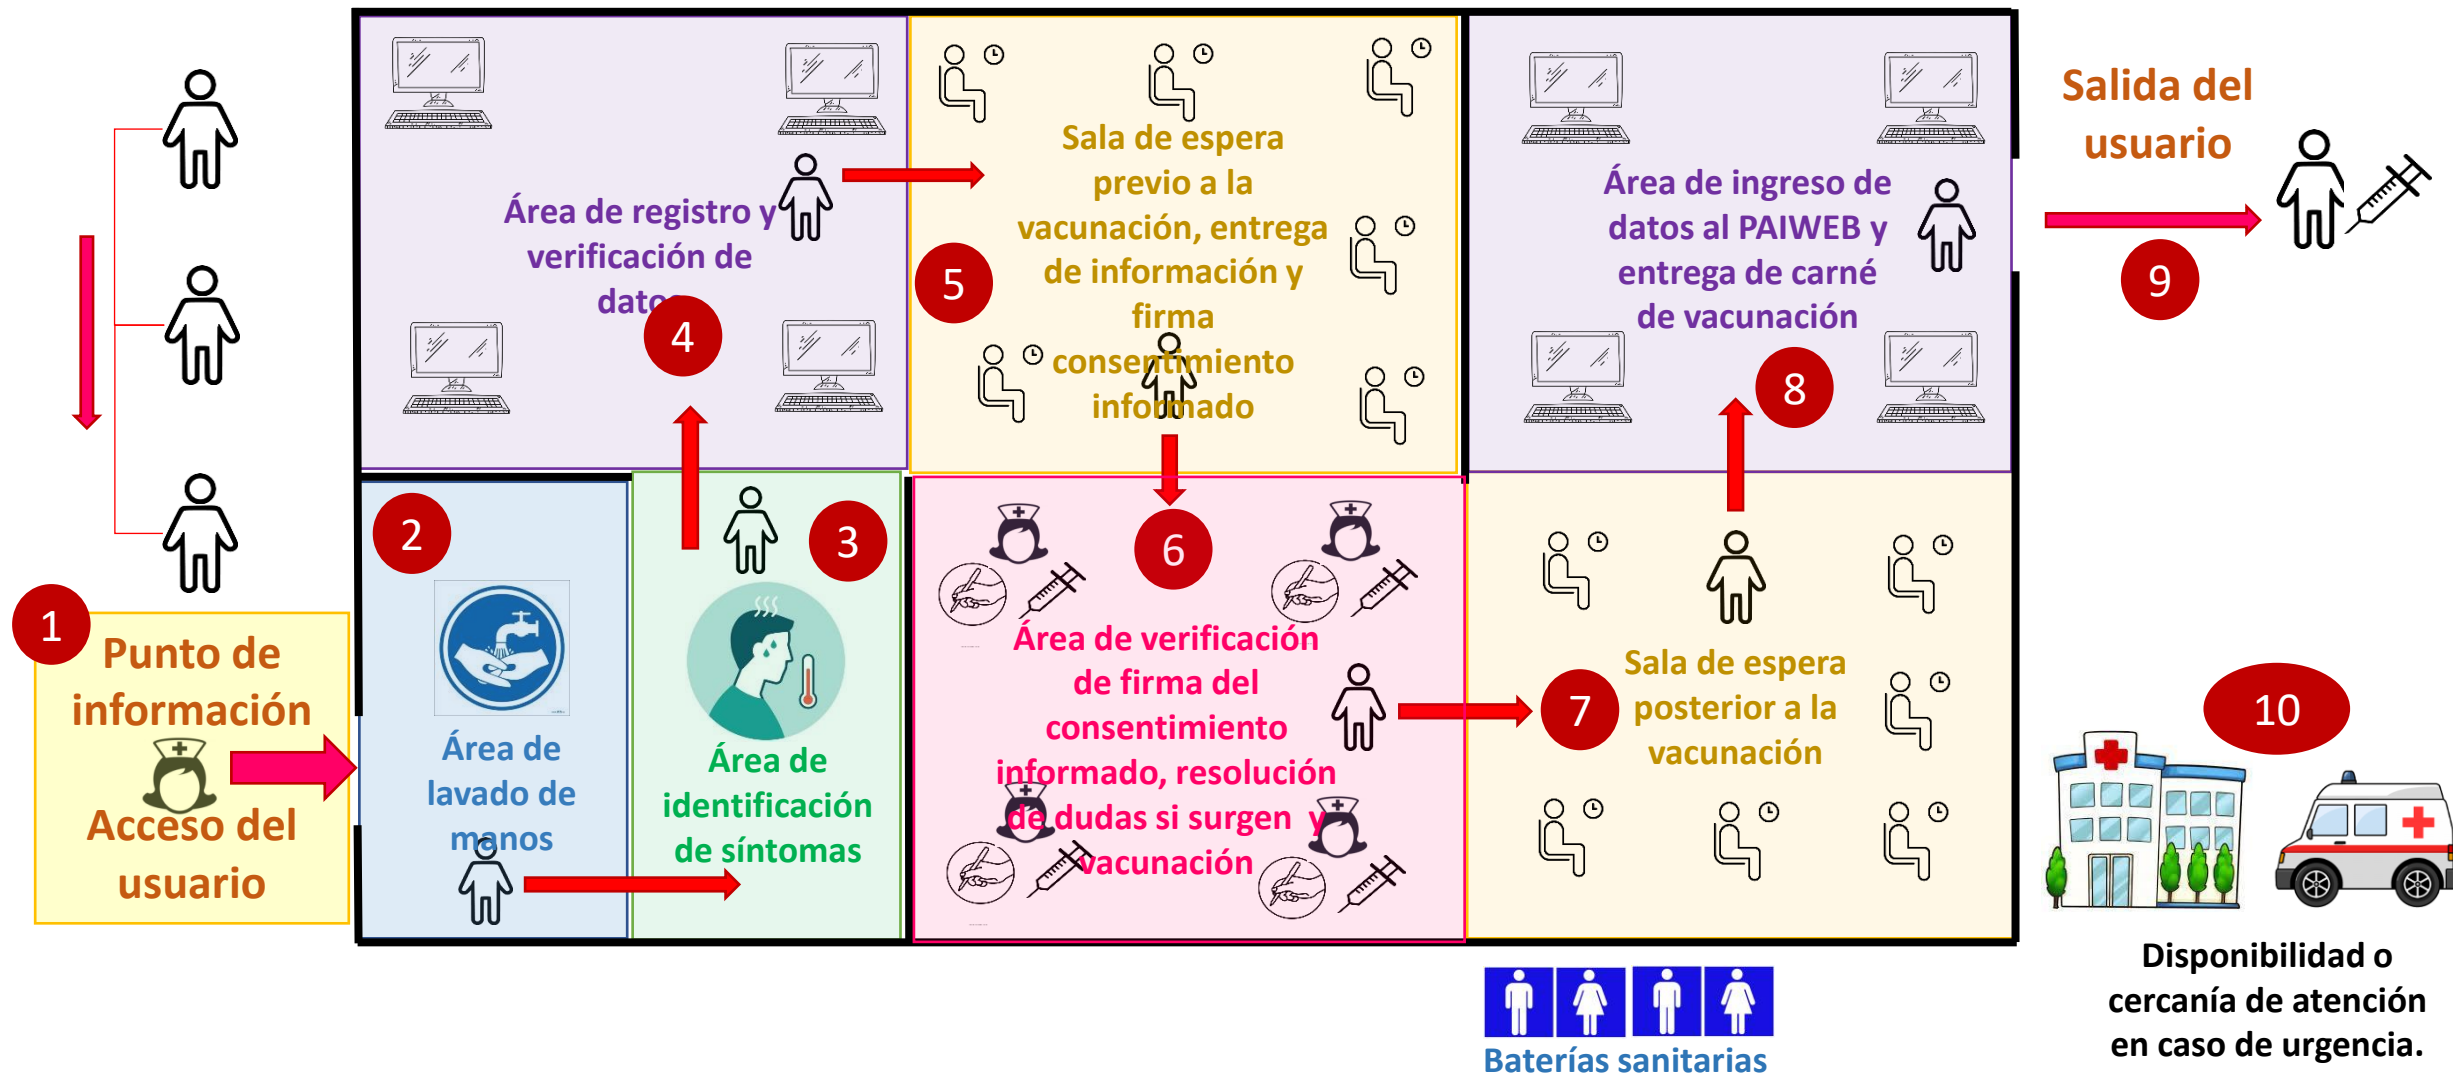 1
Punto de
información
Acceso del
usuario
2
Área de
lavado de
manos
3
Área de
identificación
de síntomas
4
Área de registro y
verificación de
datos
5
Sala de espera
previo a la
vacunación, entrega
de información y
firma
consentimiento
informado
6
Área de verificación
de firma del
consentimiento
informado, resolución
de dudas si surgen y
vacunación
7
Sala de espera
posterior a la
vacunación
8
Área de ingreso de
datos al PAIWEB y
entrega de carné
de vacunación
Salida del
usuario
9
10
Disponibilidad o
cercanía de atención
en caso de urgencia.
Baterías sanitarias